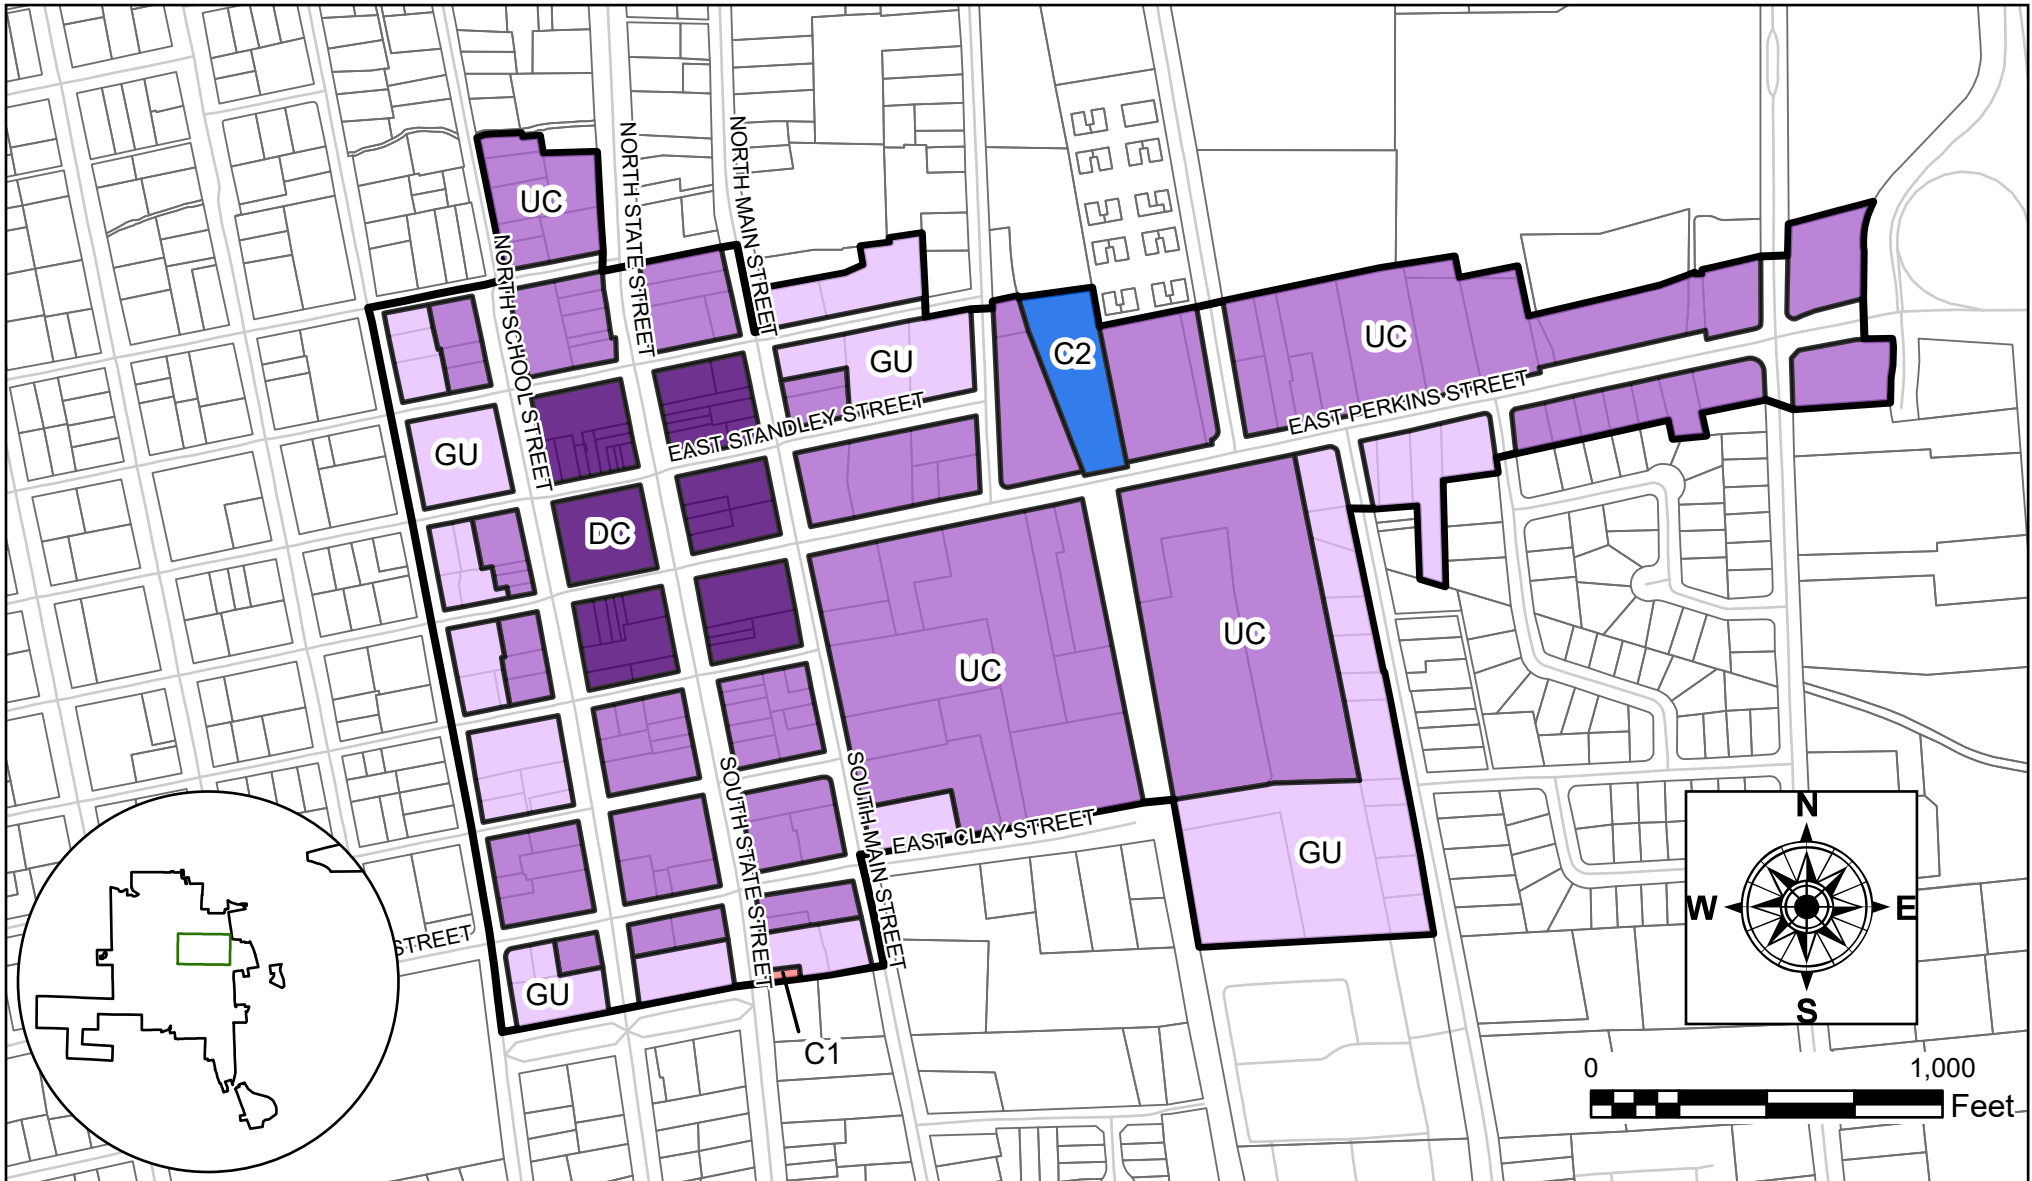 UC
NORTH STATE STREET
NORTH MAIN STREET
NORTH SCHOOL STREET
C2
UC
GU
EAST PERKINS STREET
EAST STANDLEY STREET
GU
DC
UC
UC
SOUTH STATE STREET
SOUTH MAIN STREET
EAST CLAY STREET
GU
STREET
GU
C1
N
W
E
S
0
1,000
Feet